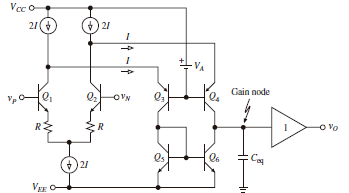 V_CC
2I 2I
I
+ V_A
I
Gain node
v_P Q_1 Q_2 v_N Q_3 Q_4
R R 1 v_O
Q_5 Q_6 C_eq
2I
V_EE